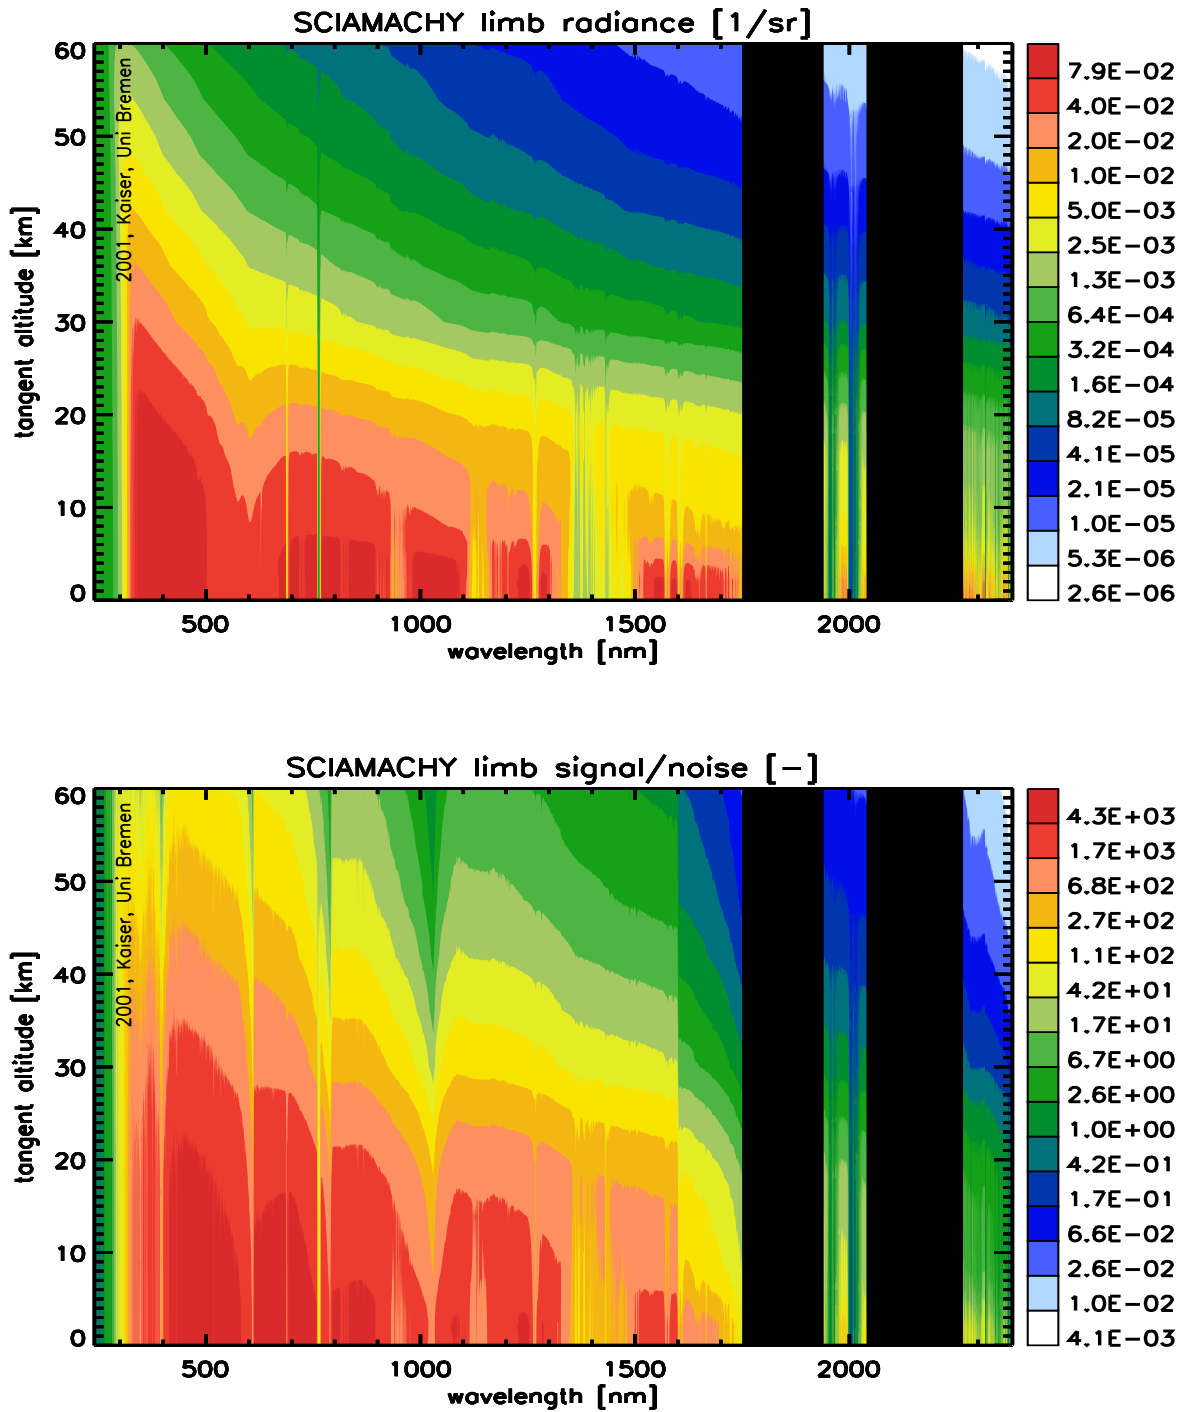 SCIAMACHY limb radiance [1/sr]
60
50
40
30
20
10
0
tangent altitude [km]
2001, Kaiser, Uni Bremen
500
1000
1500
2000
wavelength [nm]
7.9E-02
4.0E-02
2.0E-02
1.0E-02
5.0E-03
2.5E-03
1.3E-03
6.4E-04
3.2E-04
1.6E-04
8.2E-05
4.1E-05
2.1E-05
1.0E-05
5.3E-06
2.6E-06
SCIAMACHY limb signal/noise [-]
60
50
40
30
20
10
0
tangent altitude [km]
2001, Kaiser, Uni Bremen
500
1000
1500
2000
wavelength [nm]
4.3E+03
1.7E+03
6.8E+02
2.7E+02
1.1E+02
4.2E+01
1.7E+01
6.7E+00
2.6E+00
1.0E+00
4.2E-01
1.7E-01
6.6E-02
2.6E-02
1.0E-02
4.1E-03